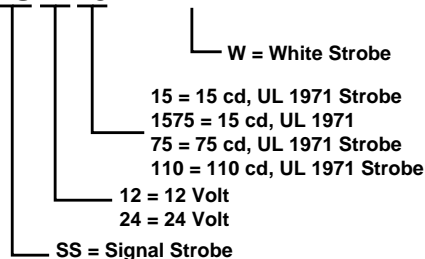 W = White Strobe
15 = 15 cd, UL 1971 Strobe
1575 = 15 cd, UL 1971
75 = 75 cd, UL 1971 Strobe
110 = 110 cd, UL 1971 Strobe
12 = 12 Volt
24 = 24 Volt
SS = Signal Strobe